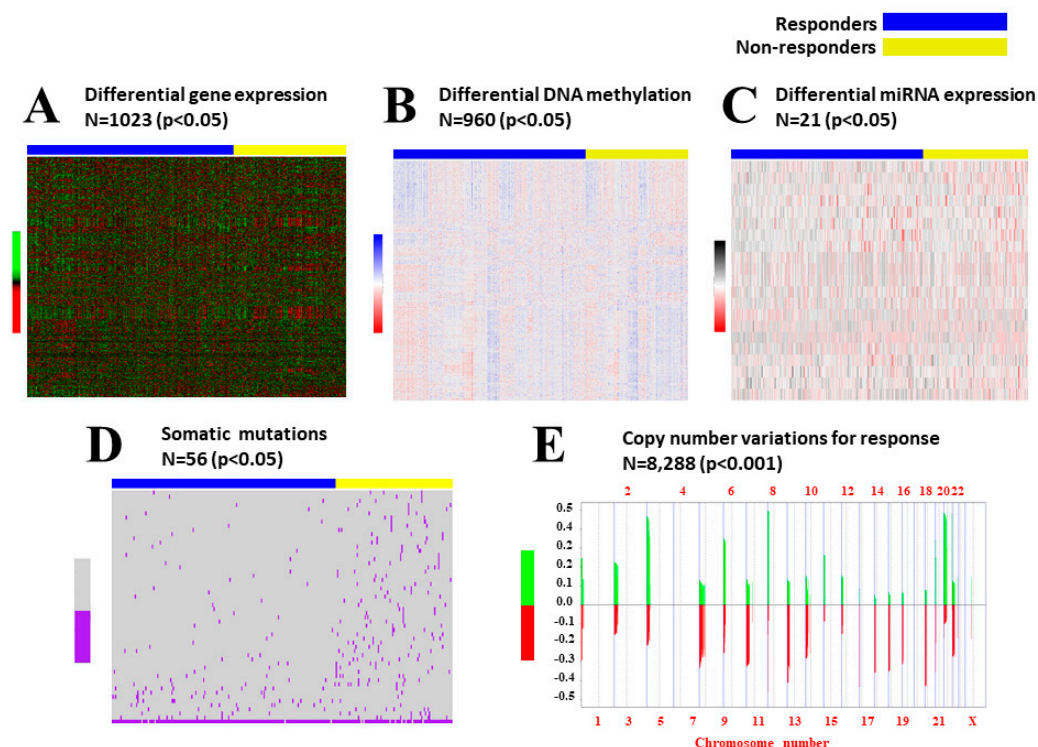 Responders
Non-responders
A
Differential gene expression
N=1023 (p<0.05)
B
Differential DNA methylation
N=960 (p<0.05)
C
Differential miRNA expression
N=21 (p<0.05)
D
Somatic mutations
N=56 (p<0.05)
E
Copy number variations for response
N=8,288 (p<0.001)
2 4 6 8 10 12 14 16 18 20 22
0.5
0.4
0.2
0.2
0.1
0.0
-0.1
-0.2
-0.3
-0.4
-0.5
1 3 5 7 9 11 13 15 17 19 21 X
Chromosome number